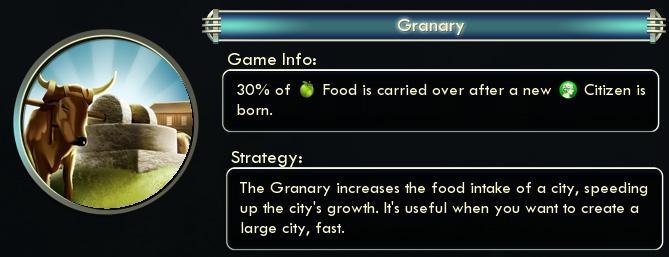 Granary
Game Info:
30% of Food is carried over after a new Citizen is
born.
Strategy:
The Granary increases the food intake of a city, speeding
up the city's growth. It's useful when you want to create a
large city, fast.